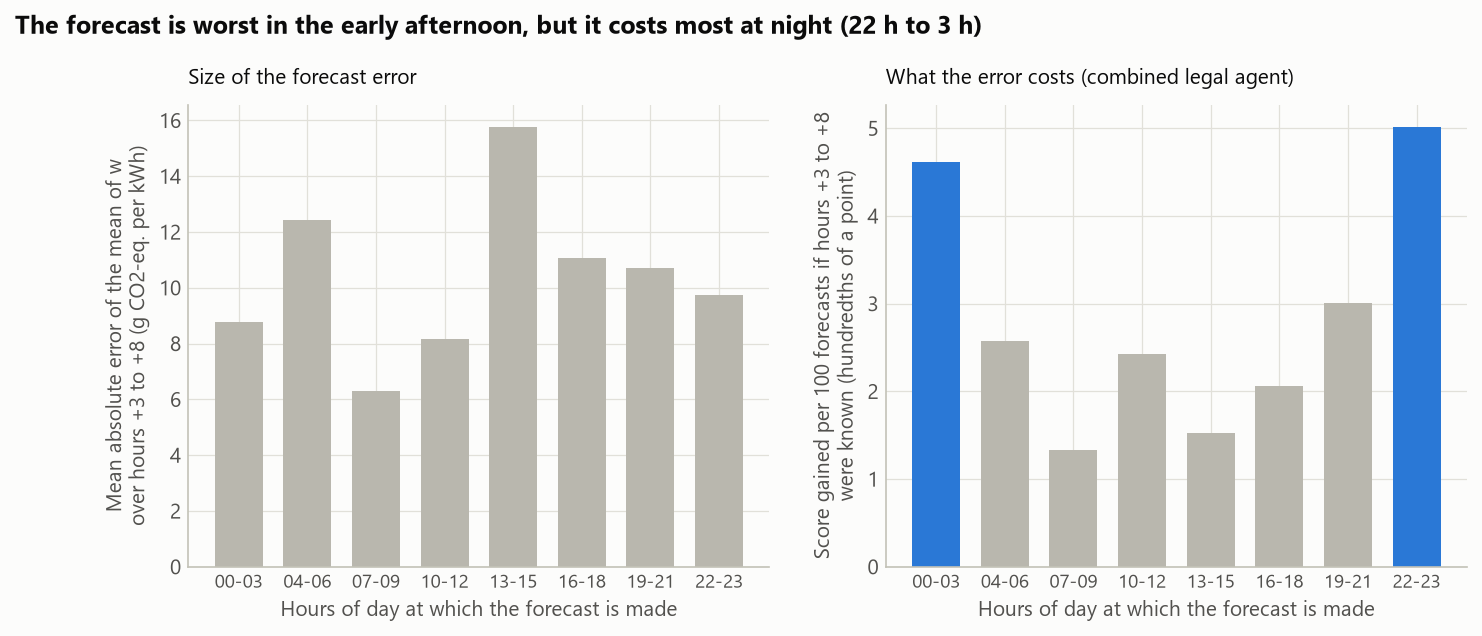 The forecast is worst in the early afternoon, but it costs most at night (22 h to 3 h)
Size of the forecast error
Mean absolute error of the mean of w
over hours +3 to +8 (g CO2-eq. per kWh)
16
14
12
10
8
6
4
2
0
00-03 04-06 07-09 10-12 13-15 16-18 19-21 22-23
Hours of day at which the forecast is made
What the error costs (combined legal agent)
Score gained per 100 forecasts if hours +3 to +8
were known (hundredths of a point)
5
4
3
2
1
0
00-03 04-06 07-09 10-12 13-15 16-18 19-21 22-23
Hours of day at which the forecast is made